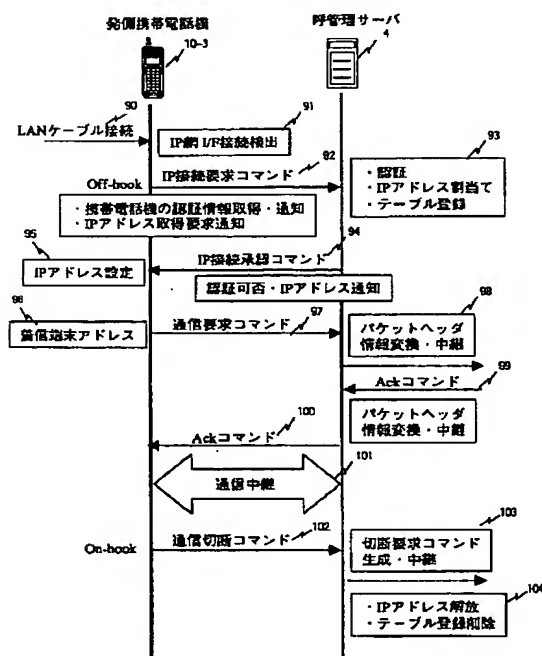 発側携帯電話機
10-3
呼管理サーバ
4
90
LANケーブル接続
91
IP網 I/F接続検出
92
93
Off-hook
IP接続要求コマンド
・認証
・IPアドレス割当て
・テーブル登録
・携帯電話機の認証情報取得・通知
・IPアドレス取得要求通知
94
95
IP接続承認コマンド
IPアドレス設定
認証可否・IPアドレス通知
96
着信端末アドレス
97
通信要求コマンド
98
パケットヘッダ
情報変換・中継
99
Ackコマンド
パケットヘッダ
情報変換・中継
100
Ackコマンド
101
通信中継
102
On-hook
通信切断コマンド
103
切断要求コマンド
生成・中継
104
・IPアドレス解放
・テーブル登録削除